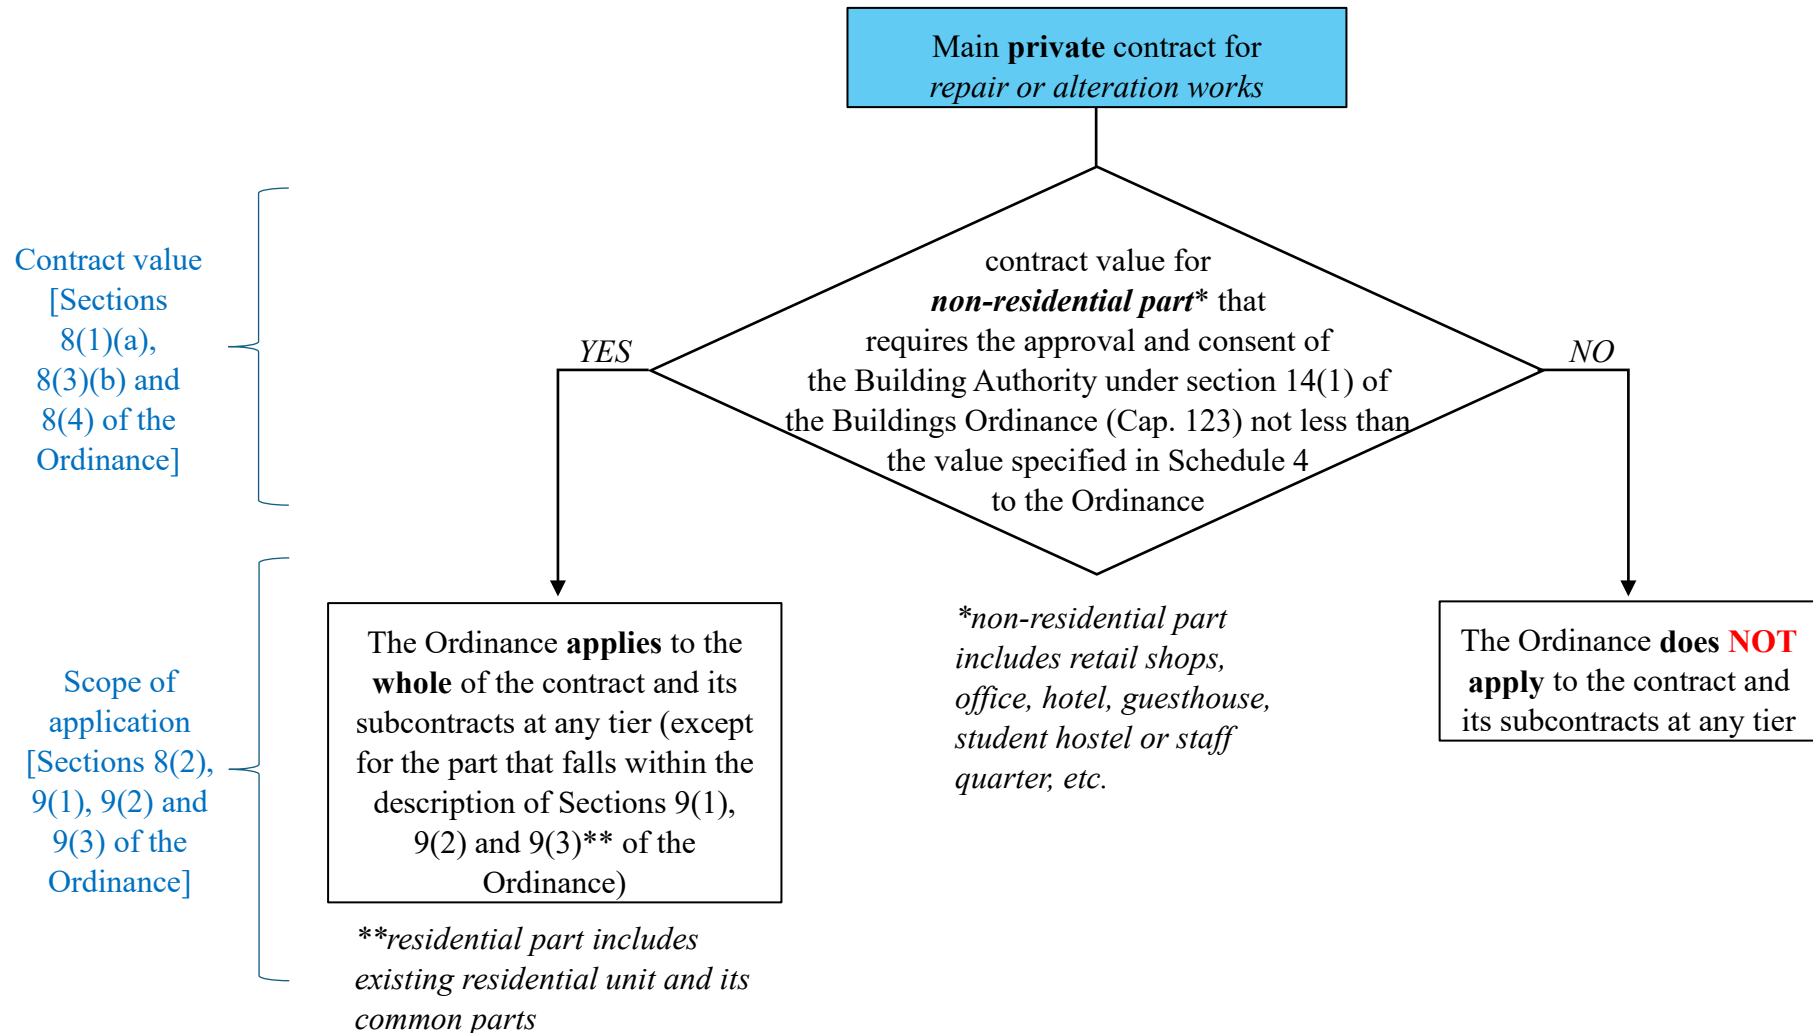 Main private contract for
repair or alteration works
Contract value
[Sections
8(1)(a),
8(3)(b) and
8(4) of the
Ordinance]
contract value for
non-residential part* that
requires the approval and consent of
the Building Authority under section 14(1) of
the Buildings Ordinance (Cap. 123) not less than
the value specified in Schedule 4
to the Ordinance
YES
NO
Scope of
application
[Sections 8(2),
9(1), 9(2) and
9(3) of the
Ordinance]
The Ordinance applies to the
whole of the contract and its
subcontracts at any tier (except
for the part that falls within the
description of Sections 9(1),
9(2) and 9(3)** of the
Ordinance)
**residential part includes
existing residential unit and its
common parts
*non-residential part
includes retail shops,
office, hotel, guesthouse,
student hostel or staff
quarter, etc.
The Ordinance does NOT
apply to the contract and
its subcontracts at any tier